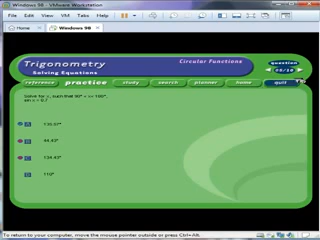 Windows 98 - VMware Workstation
File Edit View VM Tabs Help
Home Windows 98
Trigonometry
Circular Functions
Solving Equations
question
reference practice study search planner home quit
Solve for x, such that 90° < x< 180°,
sin x = 0.7
44.43°
134.43°
110°
To return to your computer, move the mouse pointer outside or press Ctrl+Alt.